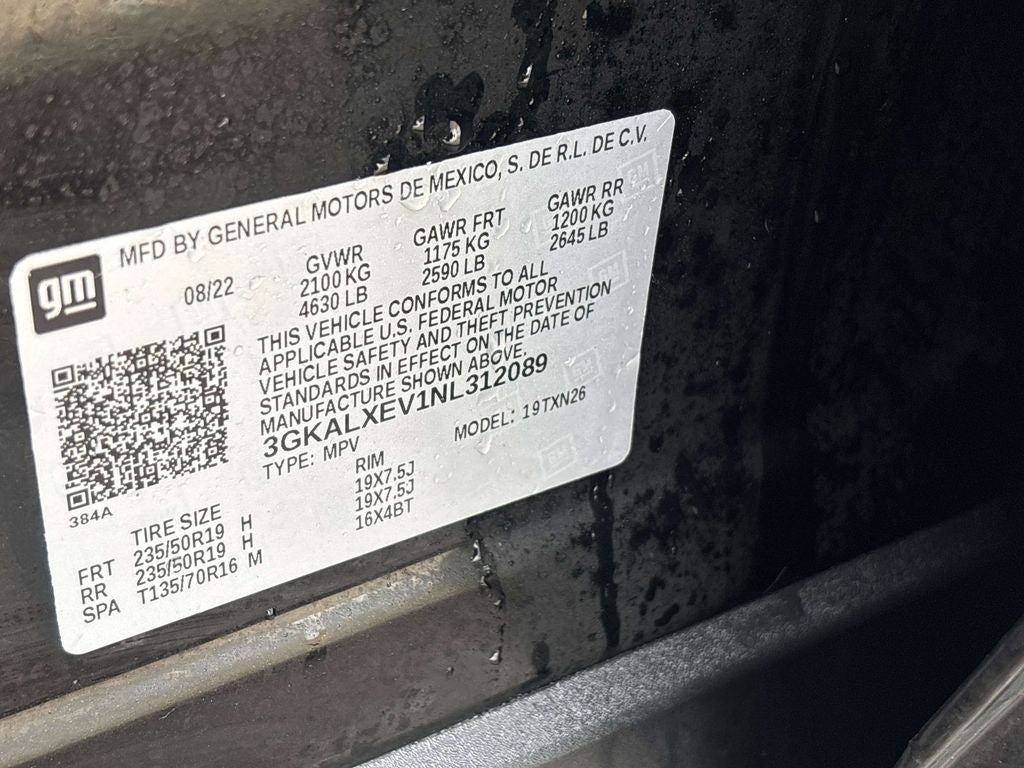 MFD BY GENERAL MOTORS DE MEXICO, S. DE R.L. DE C.V.
gm
08/22
GVWR
2100 KG
4630 LB
GAWR FRT
1175 KG
2590 LB
GAWR RR
1200 KG
2645 LB
THIS VEHICLE CONFORMS TO ALL
APPLICABLE U.S. FEDERAL MOTOR
VEHICLE SAFETY AND THEFT PREVENTION
STANDARDS IN EFFECT ON THE DATE OF
MANUFACTURE SHOWN ABOVE.
3GKALXEV1NL312089
TYPE: MPV
MODEL: 19TXN26
384A
TIRE SIZE RIM
FRT 235/50R19 H 19X7.5J
RR 235/50R19 H 19X7.5J
SPA T135/70R16 M 16X4BT